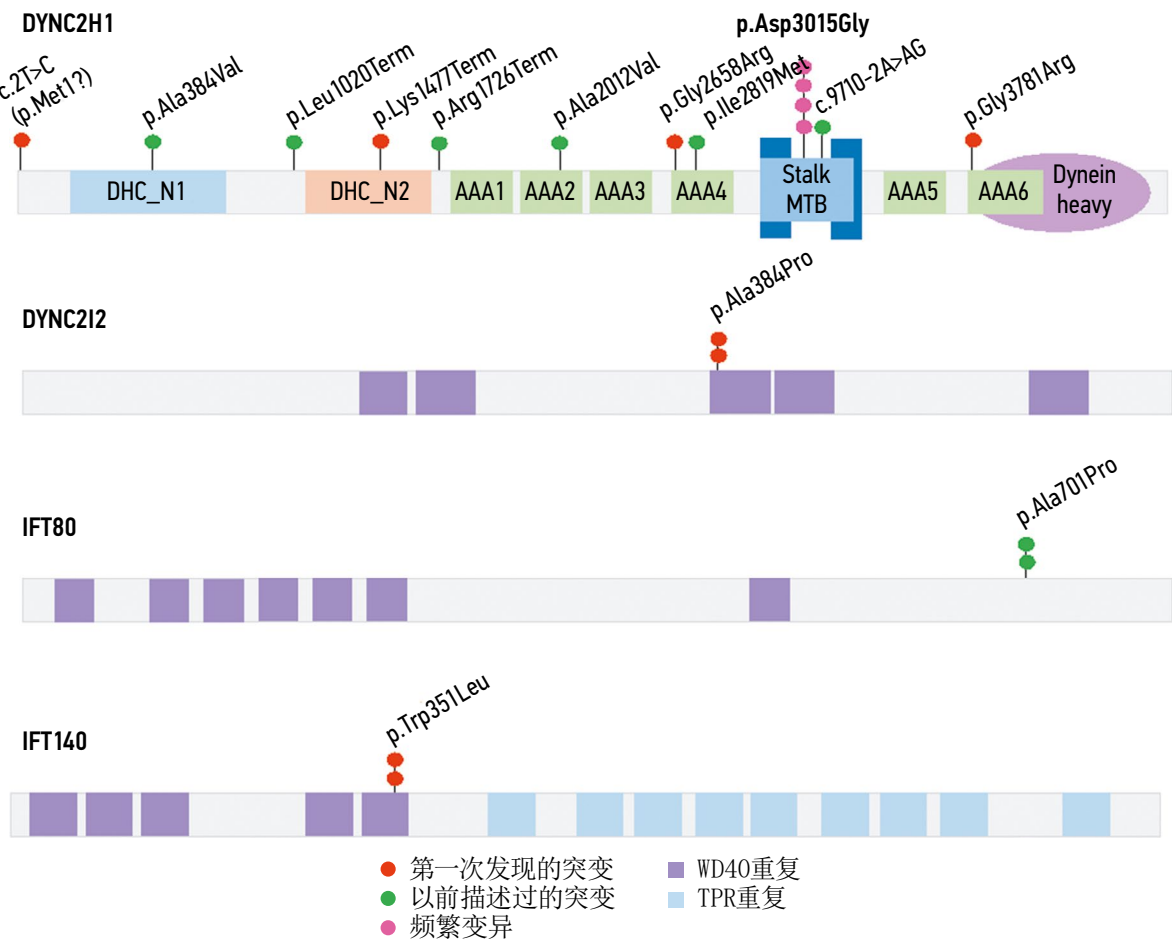 DYNC2H1
p.Asp3015Gly
c.2T>C
(p.Met1?)
p.Ala384Val
p.Leu1020Term
p.Lys1477Term
p.Arg1726Term
p.Ala2012Val
p.Gly2658Arg
p.Ile2819Met
c.9710-2A>AG
p.Gly3781Arg
DHC_N1
DHC_N2
AAA1
AAA2
AAA3
AAA4
Stalk
MTB
AAA5
AAA6
Dynein
heavy
DYNC2I2
p.Ala384Pro
IFT80
p.Ala701Pro
IFT140
p.Trp351Leu
第一次发现的突变
以前描述过的突变
频繁变异
WD40重复
TPR重复